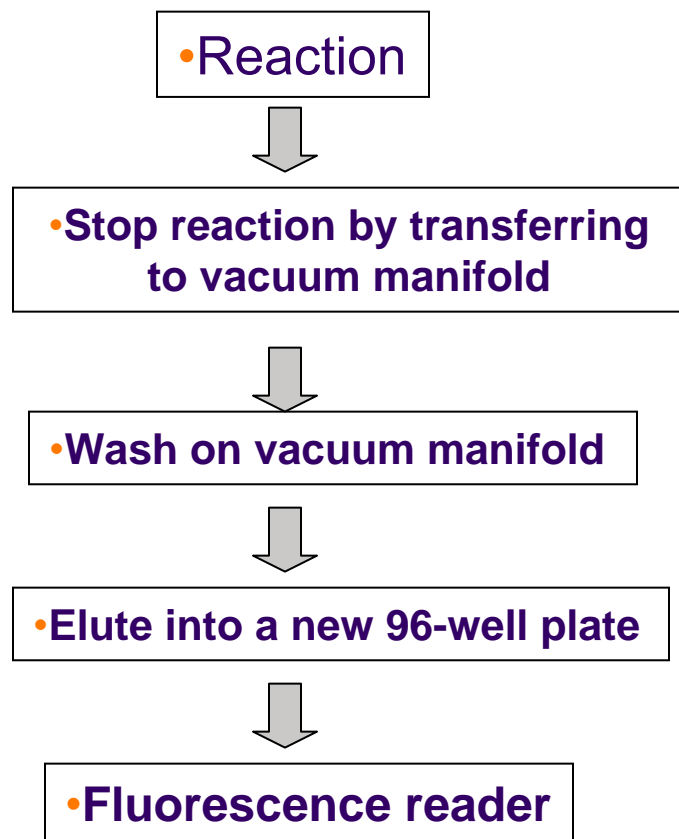 •Reaction
•Stop reaction by transferring
to vacuum manifold
•Wash on vacuum manifold
•Elute into a new 96-well plate
•Fluorescence reader